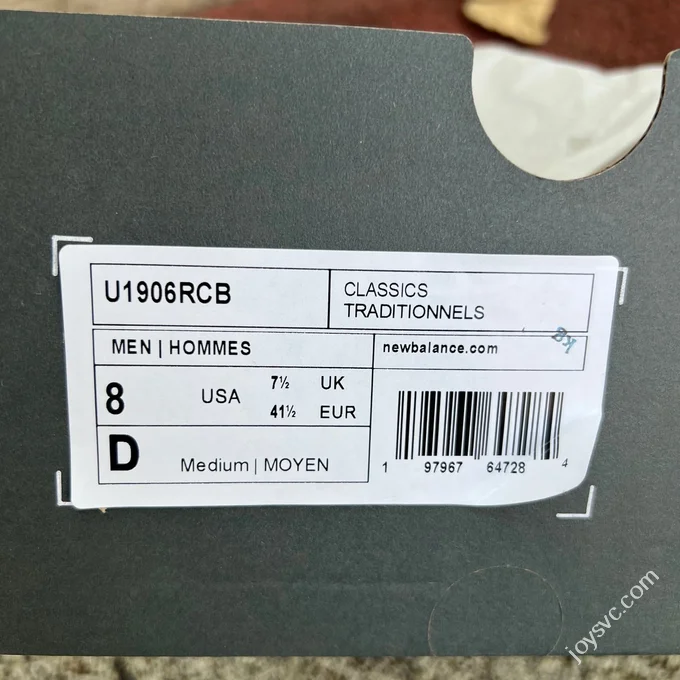 U1906RCB
CLASSICS
TRADITIONNELS
MEN | HOMMES
newbalance.com
8
USA
7½ UK
41½ EUR
D
Medium | MOYEN
1 97967 64728 4
joysvc.com